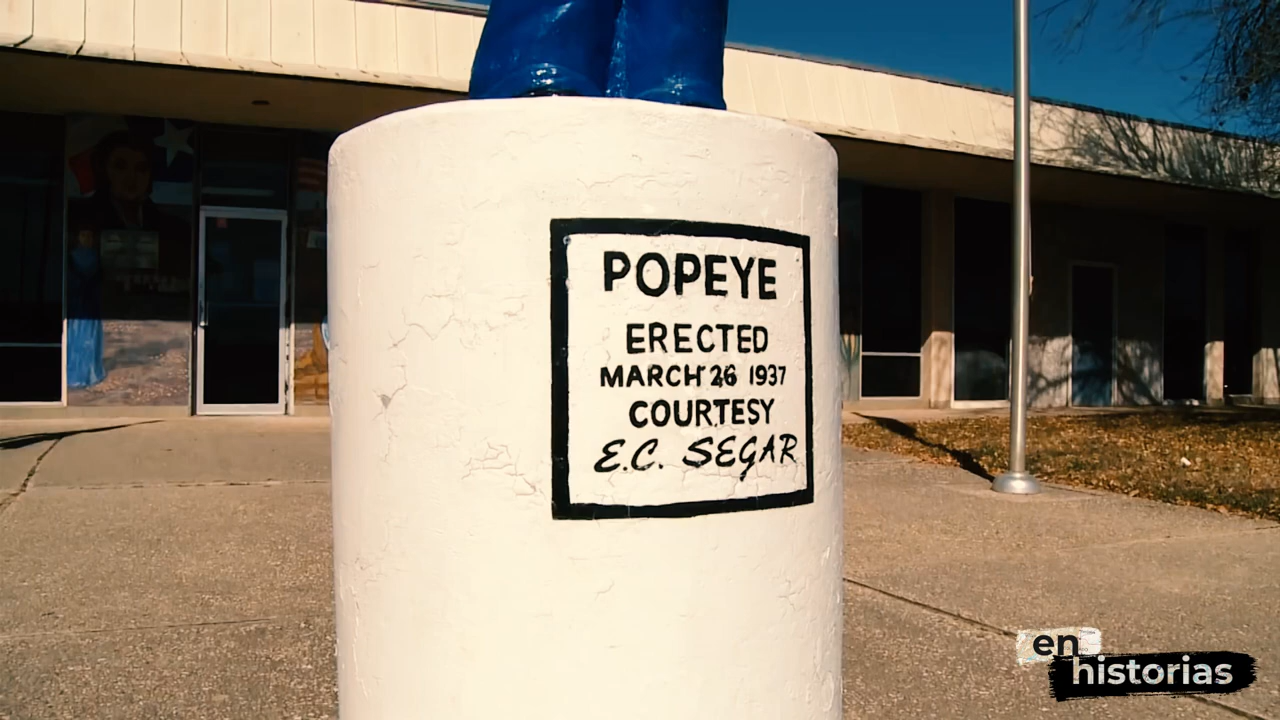 POPEYE
ERECTED
MARCH 26 1937
COURTESY
E.C. SEGAR
en
historias